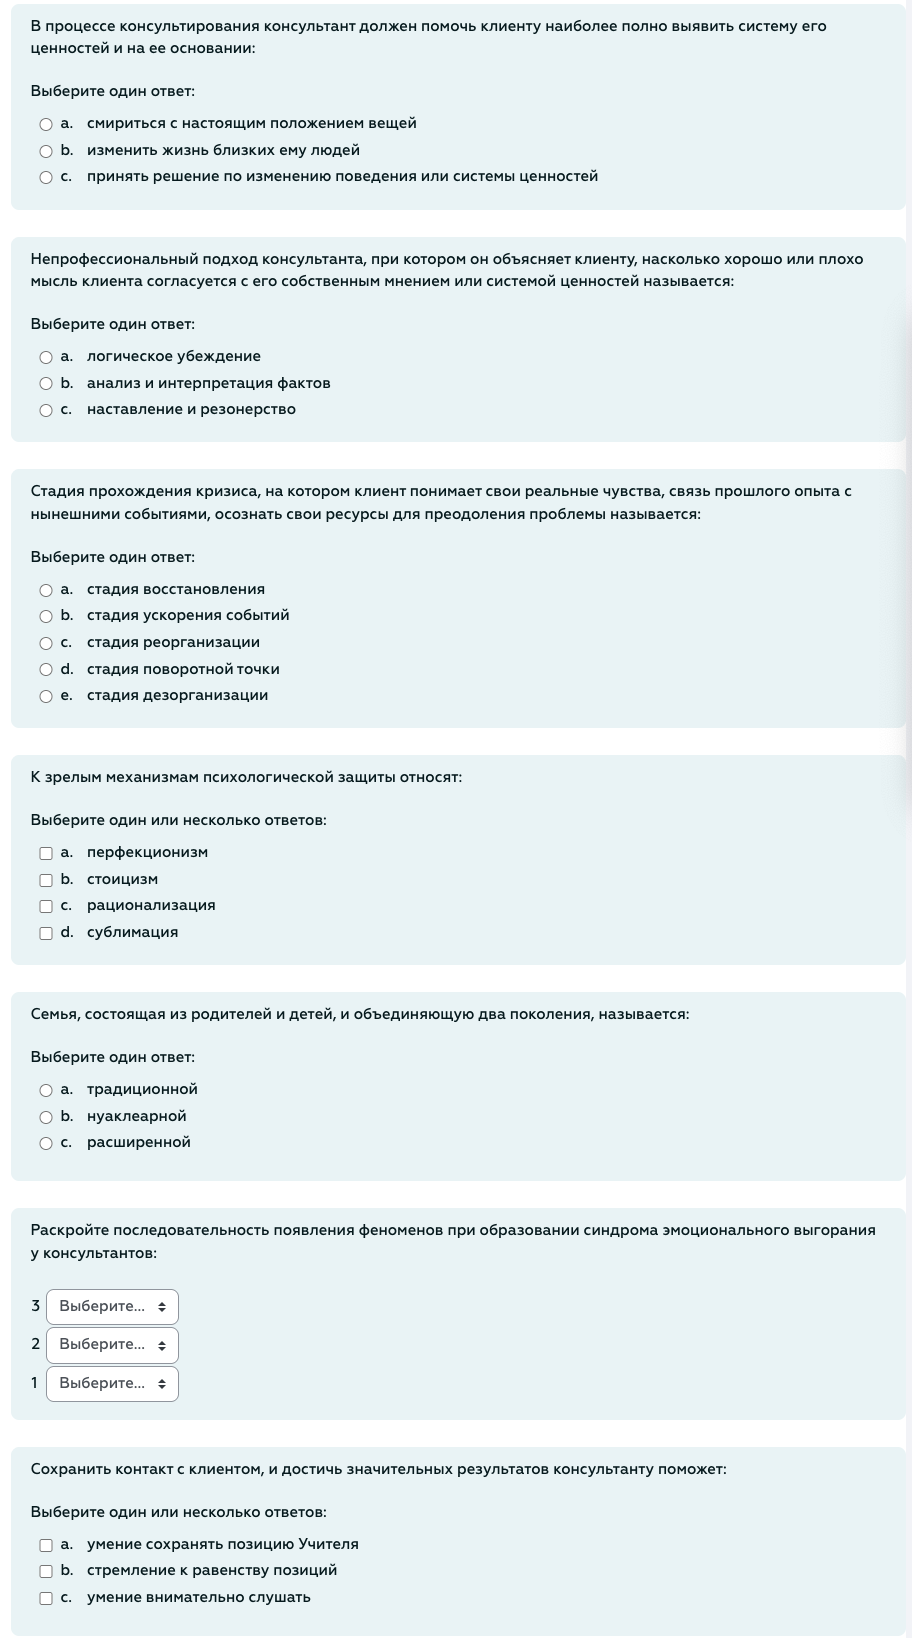 В процессе консультирования консультант должен помочь клиенту наиболее полно выявить систему его
ценностей и на ее основании:
Выберите один ответ:
a. смириться с настоящим положением вещей
b. изменить жизнь близких ему людей
c. принять решение по изменению поведения или системы ценностей
Непрофессиональный подход консультанта, при котором он объясняет клиенту, насколько хорошо или плохо
мысль клиента согласуется с его собственным мнением или системой ценностей называется:
Выберите один ответ:
a. логическое убеждение
b. анализ и интерпретация фактов
c. наставление и резонерство
Стадия прохождения кризиса, на котором клиент понимает свои реальные чувства, связь прошлого опыта с
нынешними событиями, осознать свои ресурсы для преодоления проблемы называется:
Выберите один ответ:
a. стадия восстановления
b. стадия ускорения событий
c. стадия реорганизации
d. стадия поворотной точки
e. стадия дезорганизации
К зрелым механизмам психологической защиты относят:
Выберите один или несколько ответов:
a. перфекционизм
b. стоицизм
c. рационализация
d. сублимация
Семья, состоящая из родителей и детей, и объединяющую два поколения, называется:
Выберите один ответ:
a. традиционной
b. нуаклеарной
c. расширенной
Раскройте последовательность появления феноменов при образовании синдрома эмоционального выгорания
у консультантов:
3 Выберите...
2 Выберите...
1 Выберите...
Сохранить контакт с клиентом, и достичь значительных результатов консультанту поможет:
Выберите один или несколько ответов:
a. умение сохранять позицию Учителя
b. стремление к равенству позиций
c. умение внимательно слушать